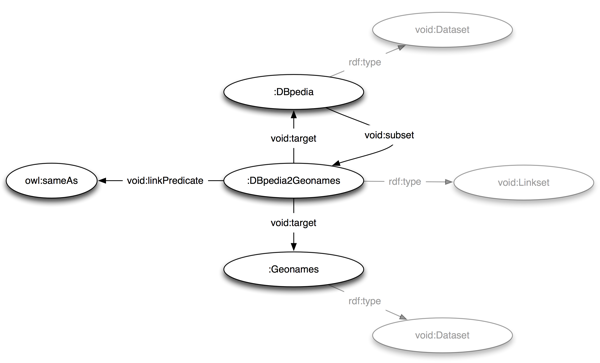 void:Dataset
rdf:type
:DBpedia
void:target
void:subset
owl:sameAs
void:linkPredicate
:DBpedia2Geonames
rdf:type
void:Linkset
void:target
:Geonames
rdf:type
void:Dataset